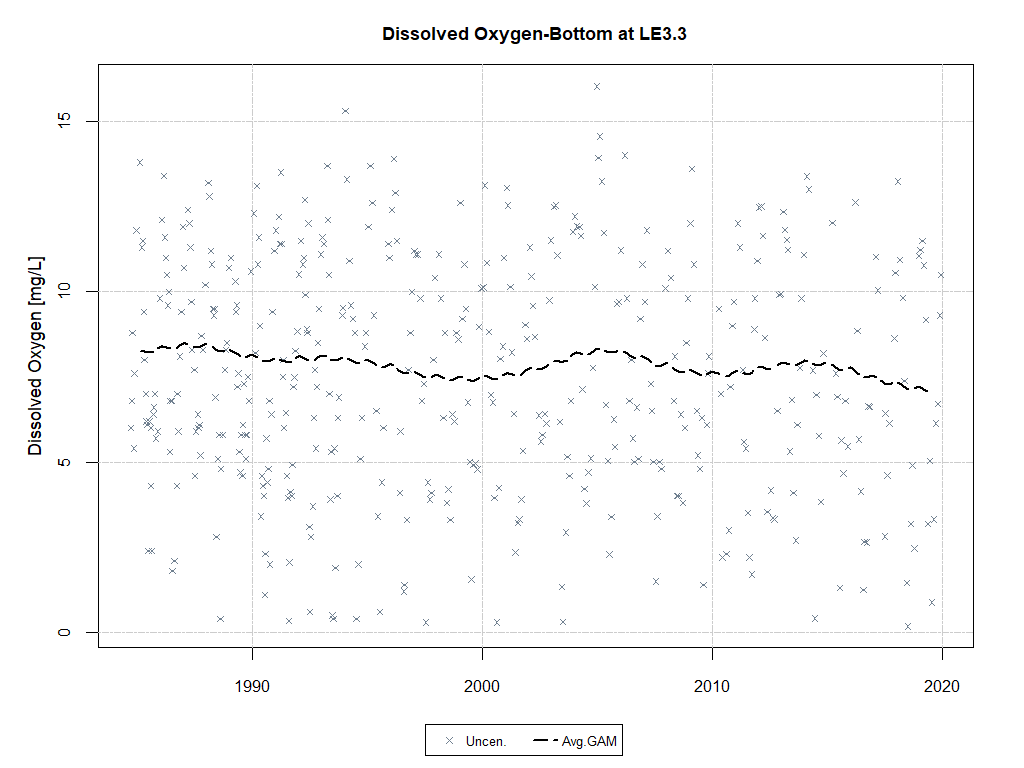 Dissolved Oxygen-Bottom at LE3.3
Dissolved Oxygen [mg/L]
15
10
5
0
1990 2000 2010 2020
Uncen. Avg.GAM